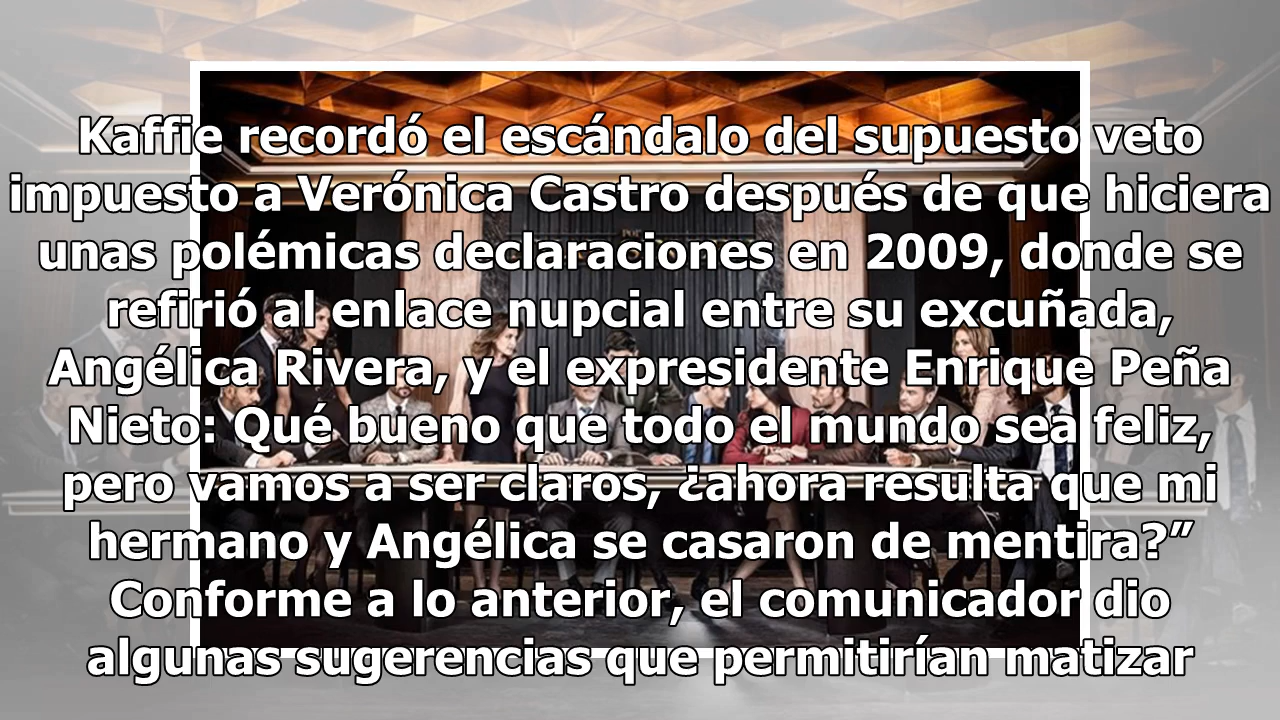 Kaffie recordó el escándalo del supuesto veto
impuesto a Verónica Castro después de que hiciera
unas polémicas declaraciones en 2009, donde se
refirió al enlace nupcial entre su excuñada,
Angélica Rivera, y el expresidente Enrique Peña
Nieto: Qué bueno que todo el mundo sea feliz,
pero vamos a ser claros, ¿ahora resulta que mi
hermano y Angélica se casaron de mentira?”
Conforme a lo anterior, el comunicador dio
algunas sugerencias que permitirían matizar